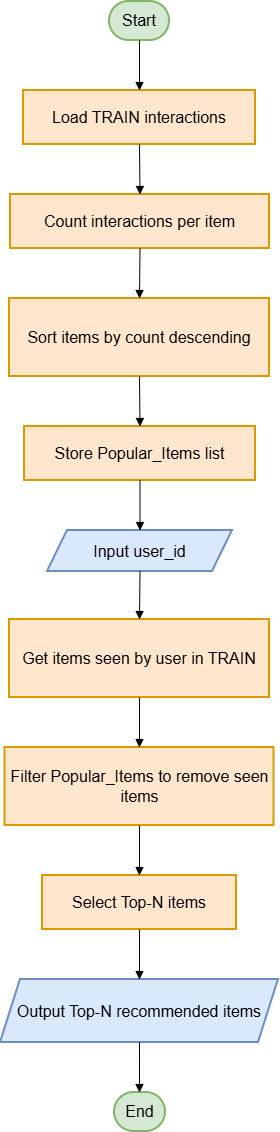 Start
Load TRAIN interactions
Count interactions per item
Sort items by count descending
Store Popular_Items list
Input user_id
Get items seen by user in TRAIN
Filter Popular_Items to remove seen
items
Select Top-N items
Output Top-N recommended items
End